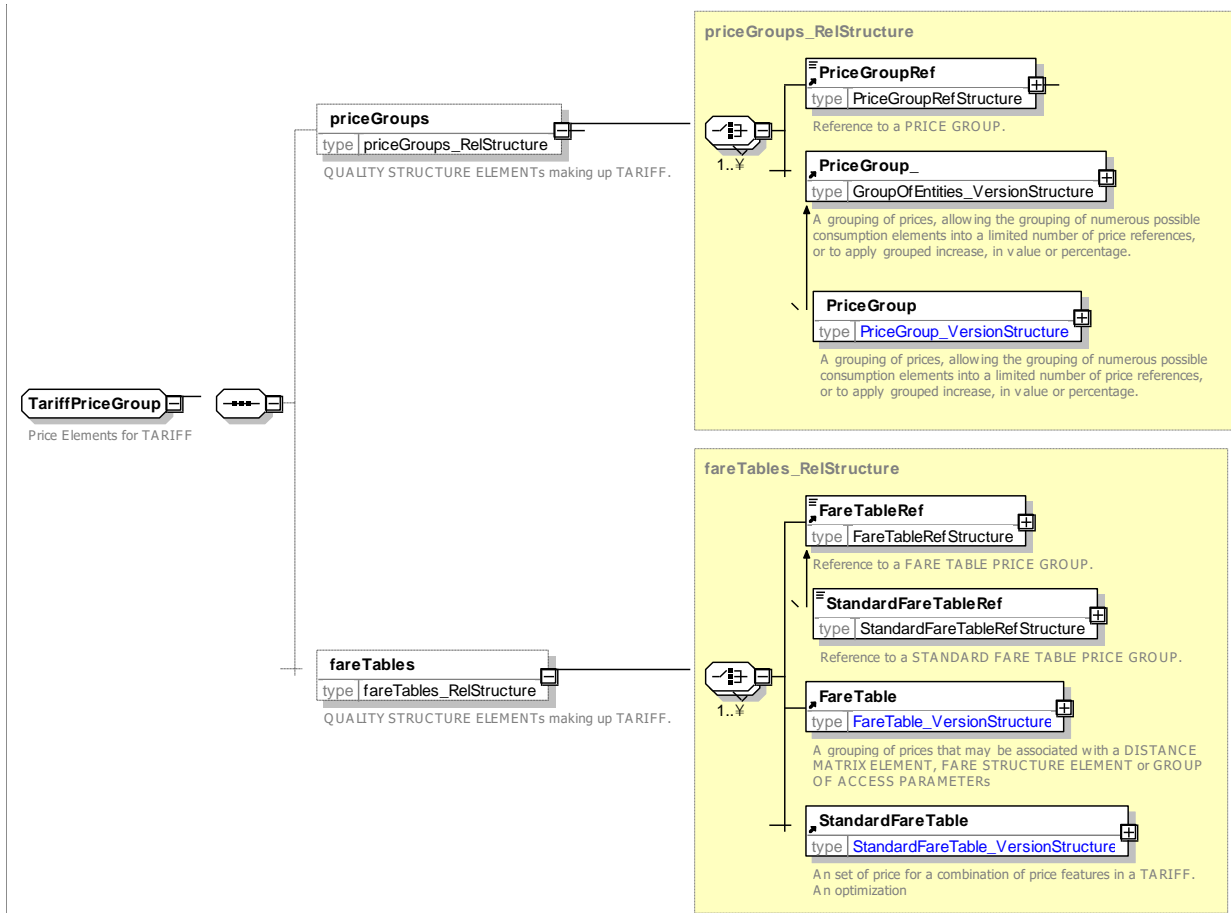 priceGroups_RelStructure
PriceGroupRef
type PriceGroupRefStructure
Reference to a PRICE GROUP.
priceGroups
type priceGroups_RelStructure
QUALITY STRUCTURE ELEMENTs making up TARIFF.
1..¥
PriceGroup_
type GroupOfEntities_VersionStructure
A grouping of prices, allowing the grouping of numerous possible
consumption elements into a limited number of price references,
or to apply grouped increase, in value or percentage.
PriceGroup
type PriceGroup_VersionStructure
A grouping of prices, allowing the grouping of numerous possible
consumption elements into a limited number of price references,
or to apply grouped increase, in value or percentage.
TariffPriceGroup
Price Elements for TARIFF
fareTables_RelStructure
FareTableRef
type FareTableRefStructure
Reference to a FARE TABLE PRICE GROUP.
StandardFareTableRef
type StandardFareTableRefStructure
Reference to a STANDARD FARE TABLE PRICE GROUP.
fareTables
type fareTables_RelStructure
QUALITY STRUCTURE ELEMENTs making up TARIFF.
1..¥
FareTable
type FareTable_VersionStructure
A grouping of prices that may be associated with a DISTANCE
MATRIX ELEMENT, FARE STRUCTURE ELEMENT or GROUP
OF ACCESS PARAMETERs
StandardFareTable
type StandardFareTable_VersionStructure
An set of price for a combination of price features in a TARIFF.
An optimization